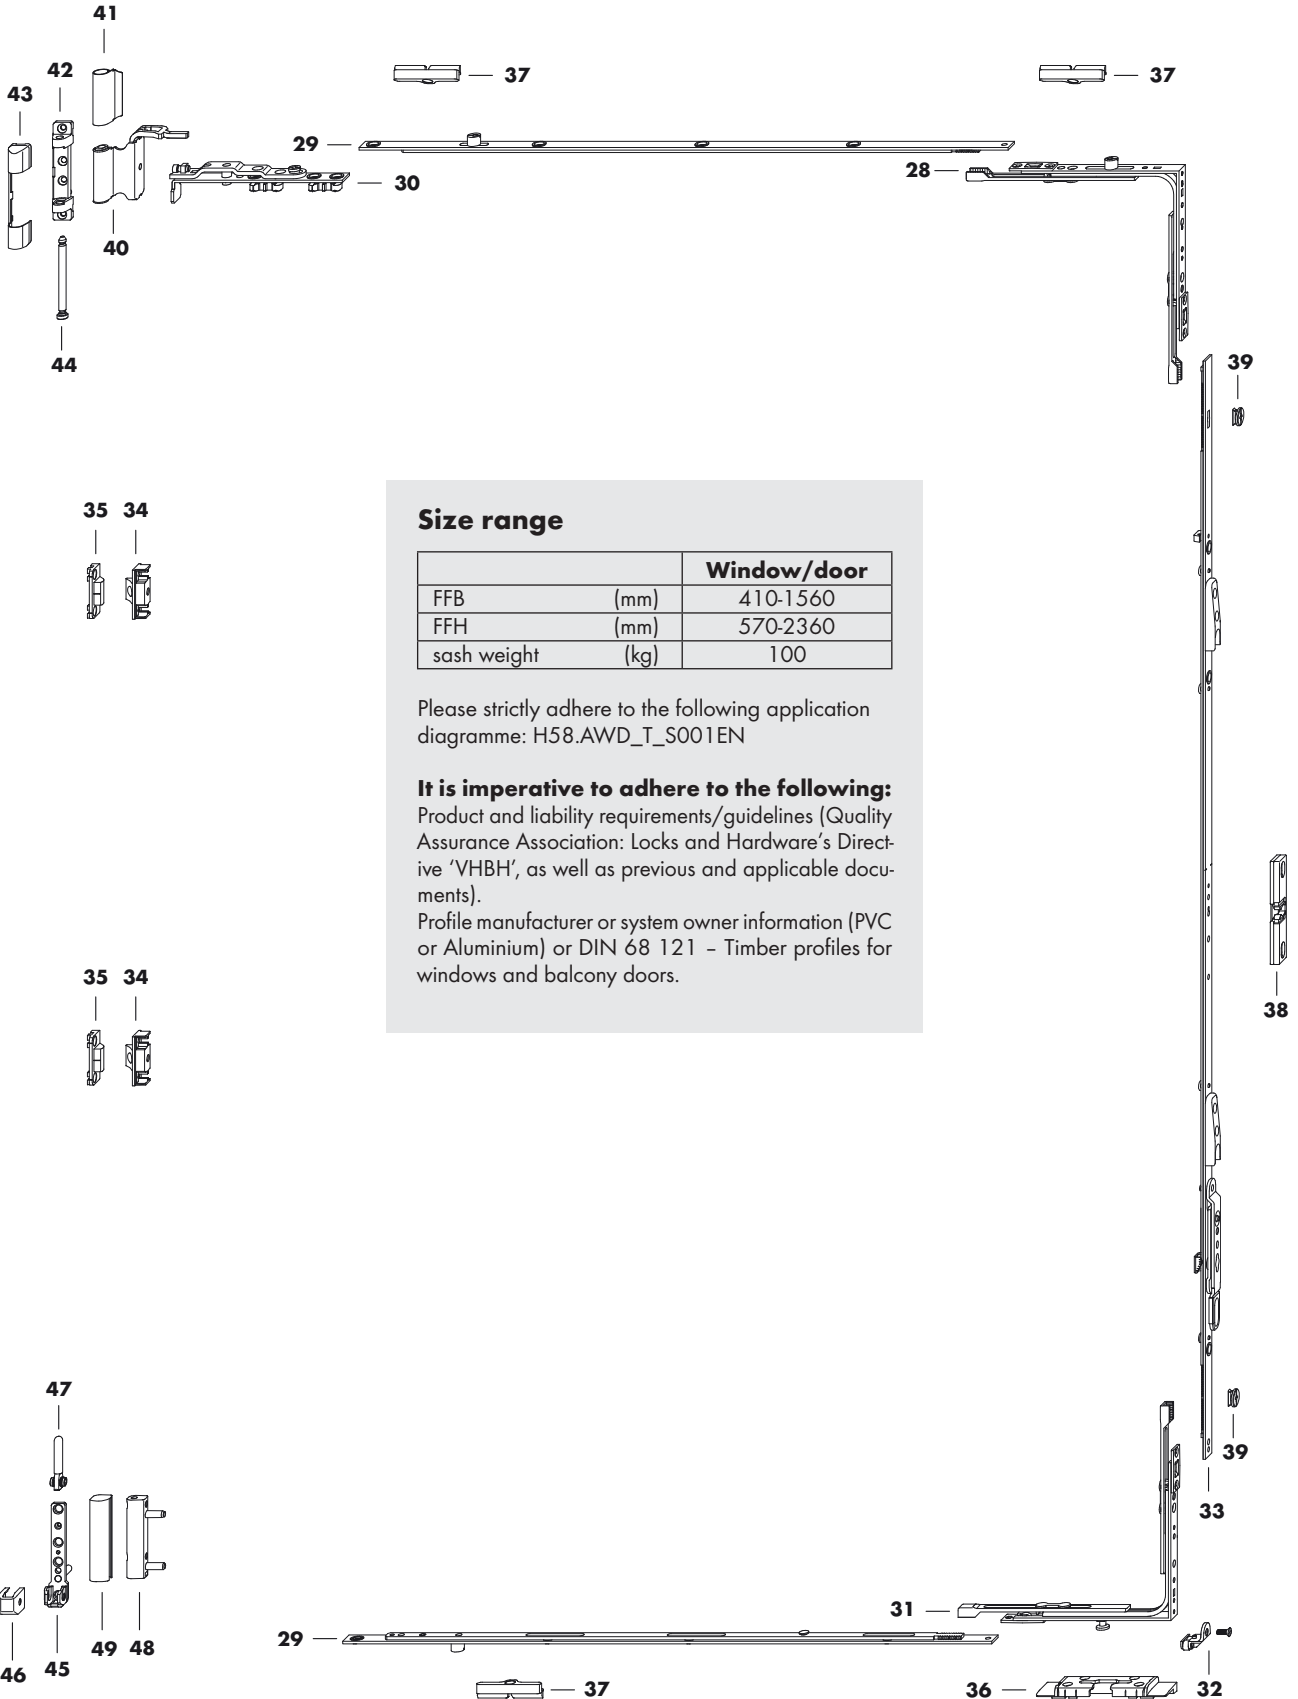 41
42
37
37
43
29
28
30
40
44
39
35 34
Size range
Window/door
FFB (mm) 410-1560
FFH (mm) 570-2360
sash weight (kg) 100
Please strictly adhere to the following application
diagramme: H58.AWD_T_S001EN
It is imperative to adhere to the following:
Product and liability requirements/guidelines (Quality
Assurance Association: Locks and Hardware's Direct-
ive ‘VHBH’, as well as previous and applicable docu-
ments).
Profile manufacturer or system owner information (PVC
or Aluminium) or DIN 68 121 – Timber profiles for
windows and balcony doors.
35 34
38
47
39
33
31
29
49 48
46 45
37
36
32